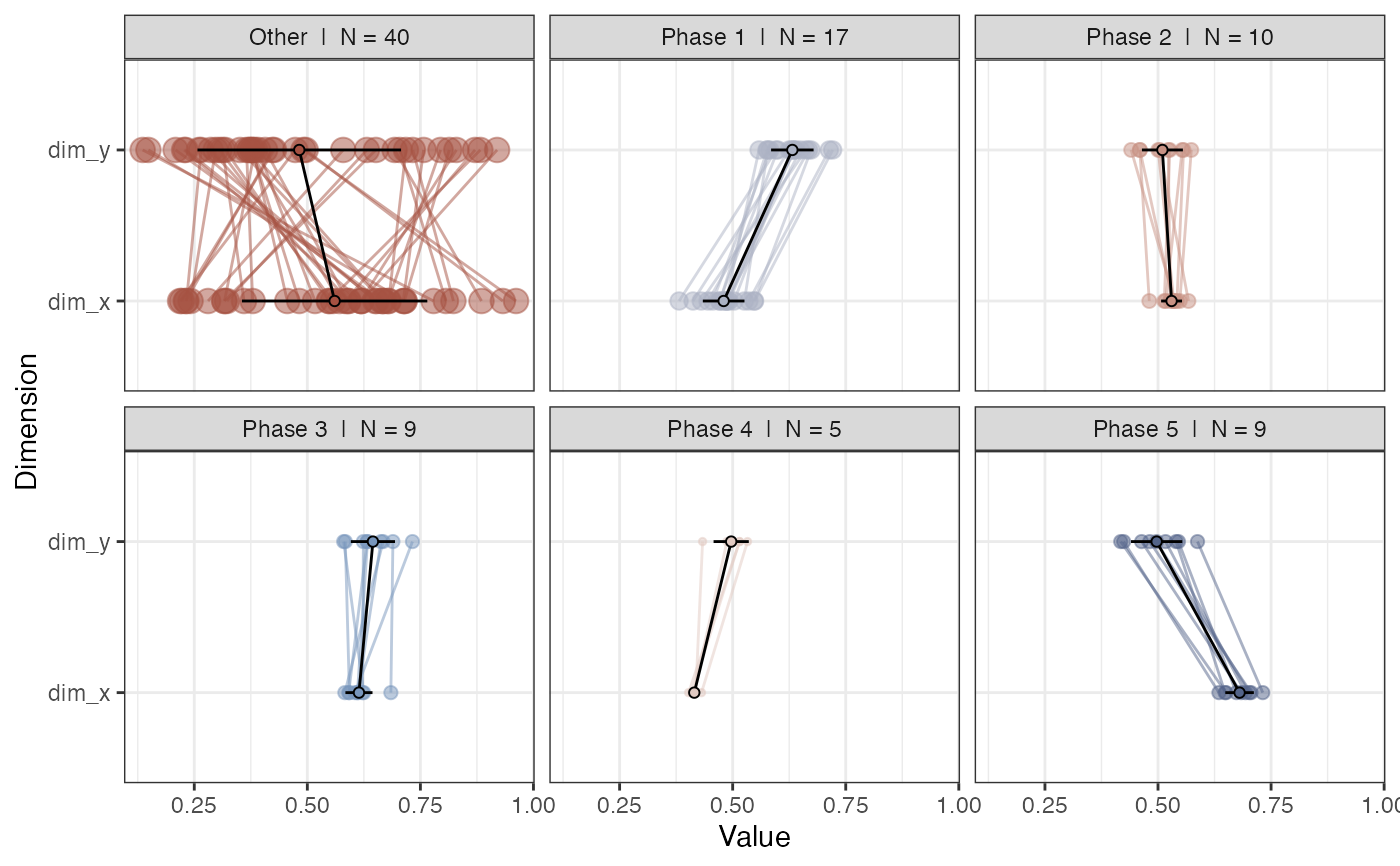 Other | N = 40
Phase 1 | N = 17
Phase 2 | N = 10
dim_y
dim_x
Phase 3 | N = 9
Phase 4 | N = 5
Phase 5 | N = 9
dim_y
dim_x
Dimension
0.25 0.50 0.75 1.00 0.25 0.50 0.75 1.00 0.25 0.50 0.75 1.00
Value